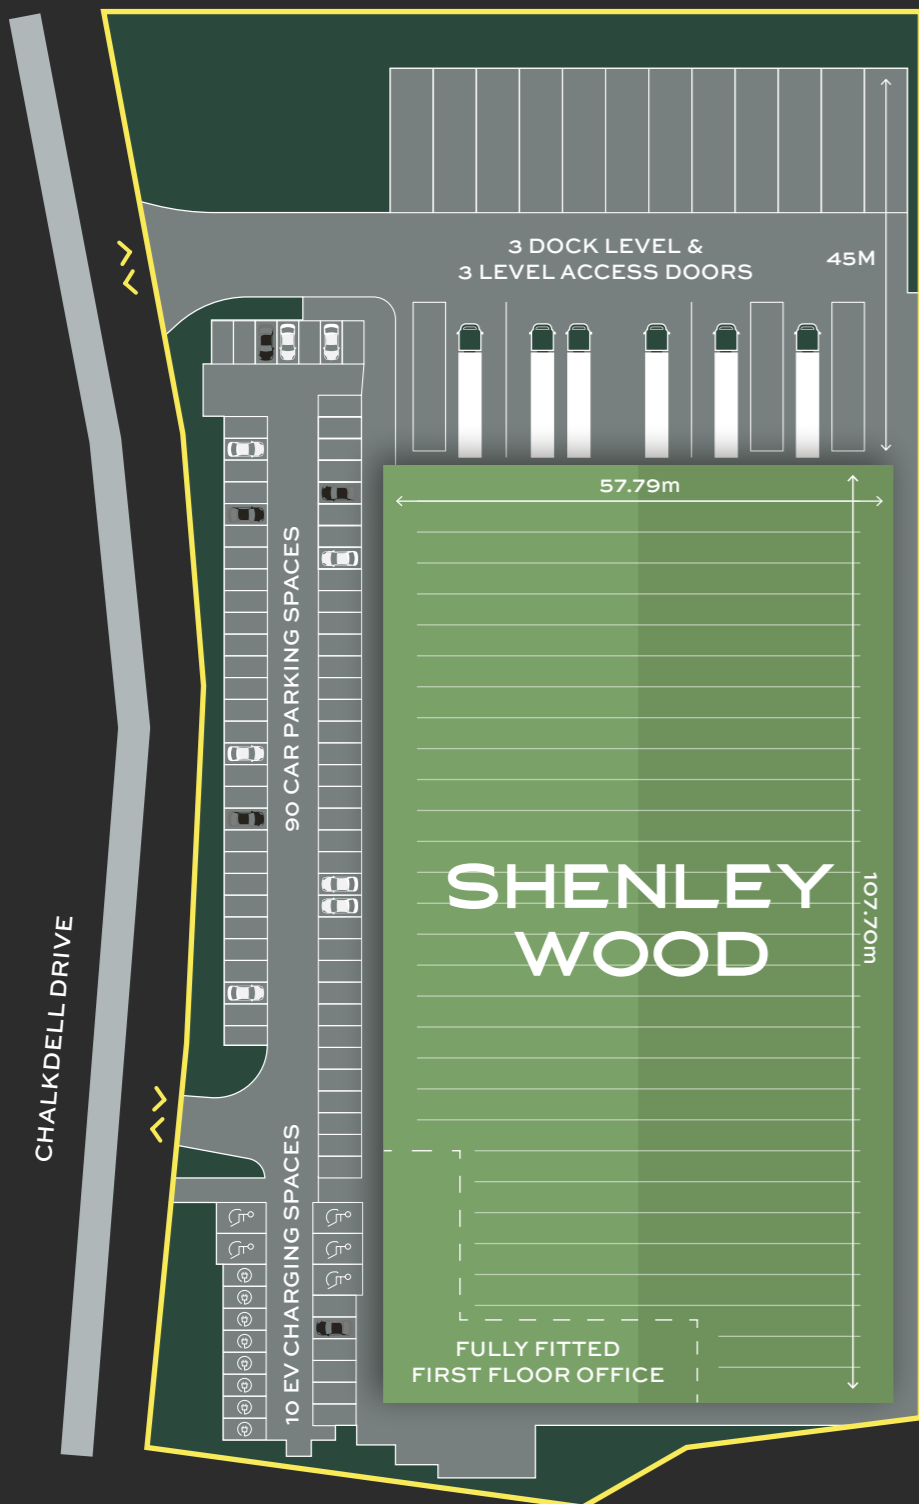 3 DOCK LEVEL &
3 LEVEL ACCESS DOORS
45M
57.79m
90 CAR PARKING SPACES
SHENLEY
WOOD
107.70m
CHALKDELL DRIVE
10 EV CHARGING SPACES
FULLY FITTED
FIRST FLOOR OFFICE